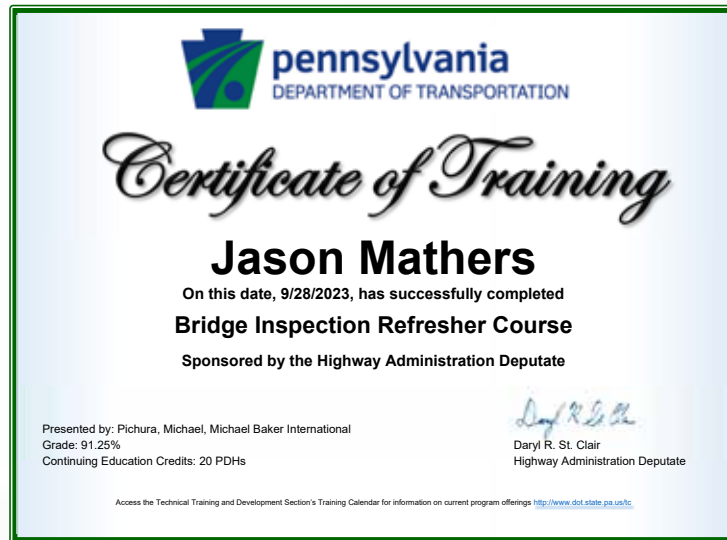 pennsylvania
DEPARTMENT OF TRANSPORTATION
Certificate of Training
Jason Mathers
On this date, 9/28/2023, has successfully completed
Bridge Inspection Refresher Course
Sponsored by the Highway Administration Deputate
Presented by: Pichura, Michael, Michael Baker International
Grade: 91.25%
Continuing Education Credits: 20 PDHs
Daryl R. St. Clair
Highway Administration Deputate
Access the Technical Training and Development Section's Training Calendar for information on current program offerings http://www.dot.state.pa.us/tc